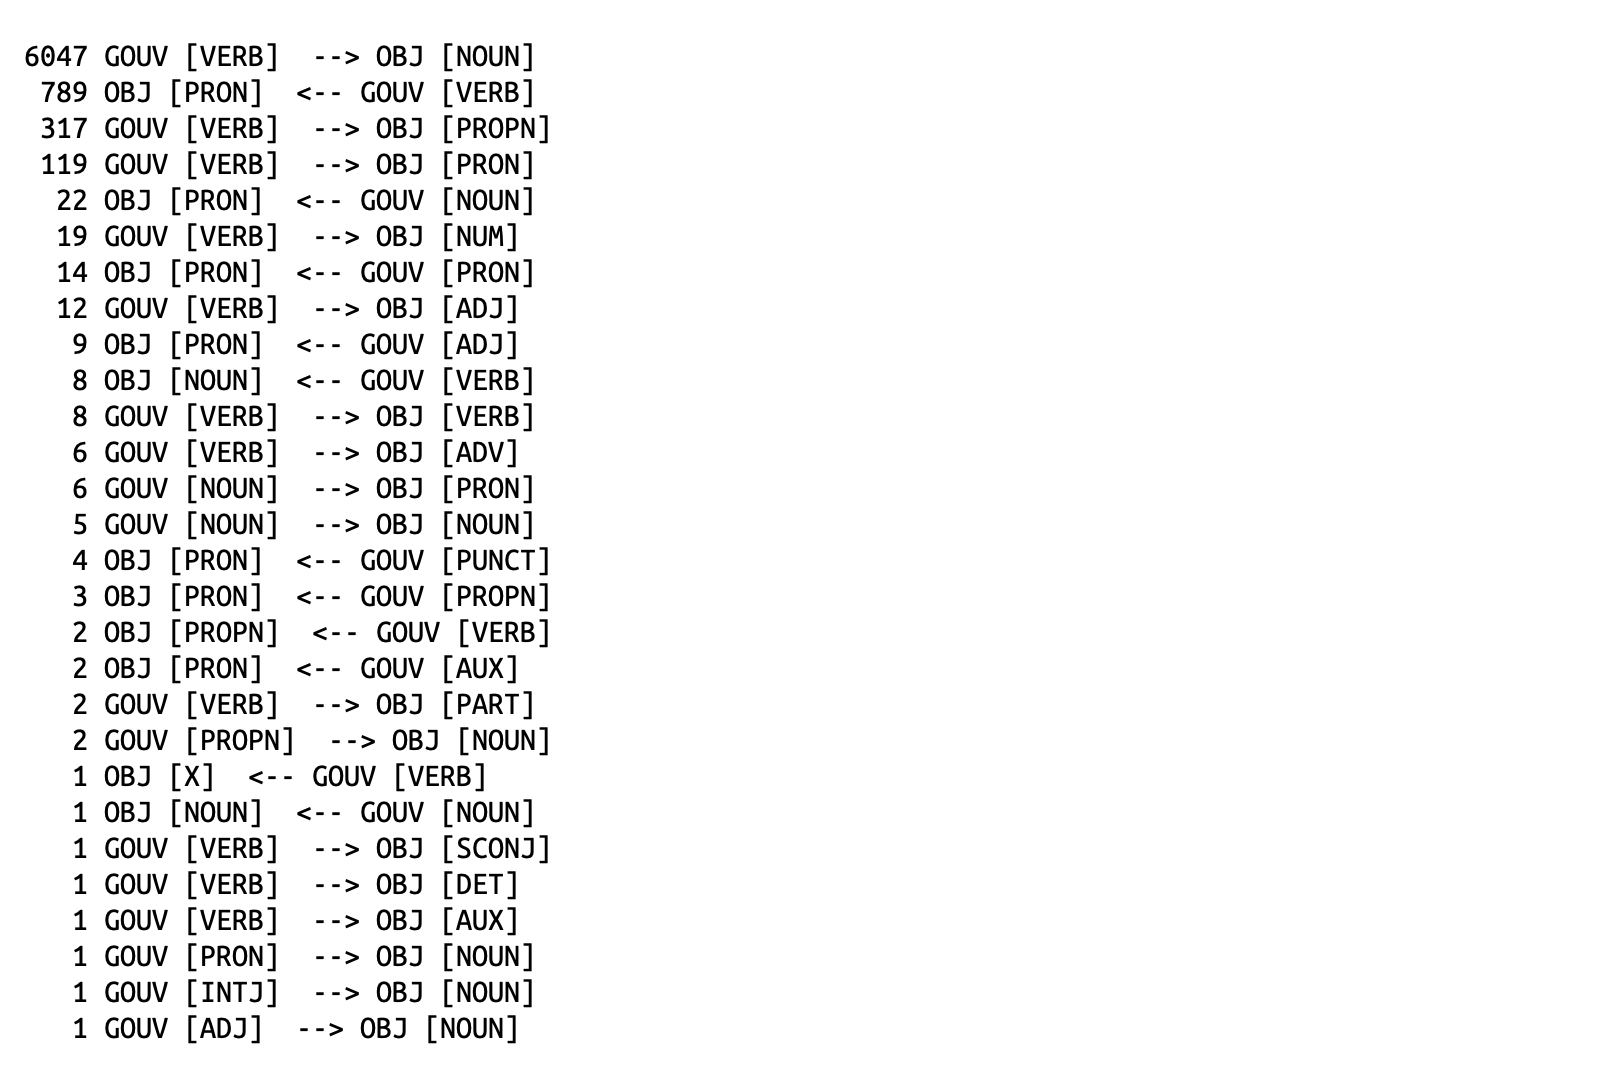 6047 GOUV [VERB]  --> OBJ [NOUN]
789 OBJ [PRON]  <-- GOUV [VERB]
317 GOUV [VERB]  --> OBJ [PROPN]
119 GOUV [VERB]  --> OBJ [PRON]
22 OBJ [PRON]  <-- GOUV [NOUN]
19 GOUV [VERB]  --> OBJ [NUM]
14 OBJ [PRON]  <-- GOUV [PRON]
12 GOUV [VERB]  --> OBJ [ADJ]
9 OBJ [PRON]  <-- GOUV [ADJ]
8 OBJ [NOUN]  <-- GOUV [VERB]
8 GOUV [VERB]  --> OBJ [VERB]
6 GOUV [VERB]  --> OBJ [ADV]
6 GOUV [NOUN]  --> OBJ [PRON]
5 GOUV [NOUN]  --> OBJ [NOUN]
4 OBJ [PRON]  <-- GOUV [PUNCT]
3 OBJ [PRON]  <-- GOUV [PROPN]
2 OBJ [PROPN]  <-- GOUV [VERB]
2 OBJ [PRON]  <-- GOUV [AUX]
2 GOUV [VERB]  --> OBJ [PART]
2 GOUV [PROPN]  --> OBJ [NOUN]
1 OBJ [X]  <-- GOUV [VERB]
1 OBJ [NOUN]  <-- GOUV [NOUN]
1 GOUV [VERB]  --> OBJ [SCONJ]
1 GOUV [VERB]  --> OBJ [DET]
1 GOUV [VERB]  --> OBJ [AUX]
1 GOUV [PRON]  --> OBJ [NOUN]
1 GOUV [INTJ]  --> OBJ [NOUN]
1 GOUV [ADJ]  --> OBJ [NOUN]